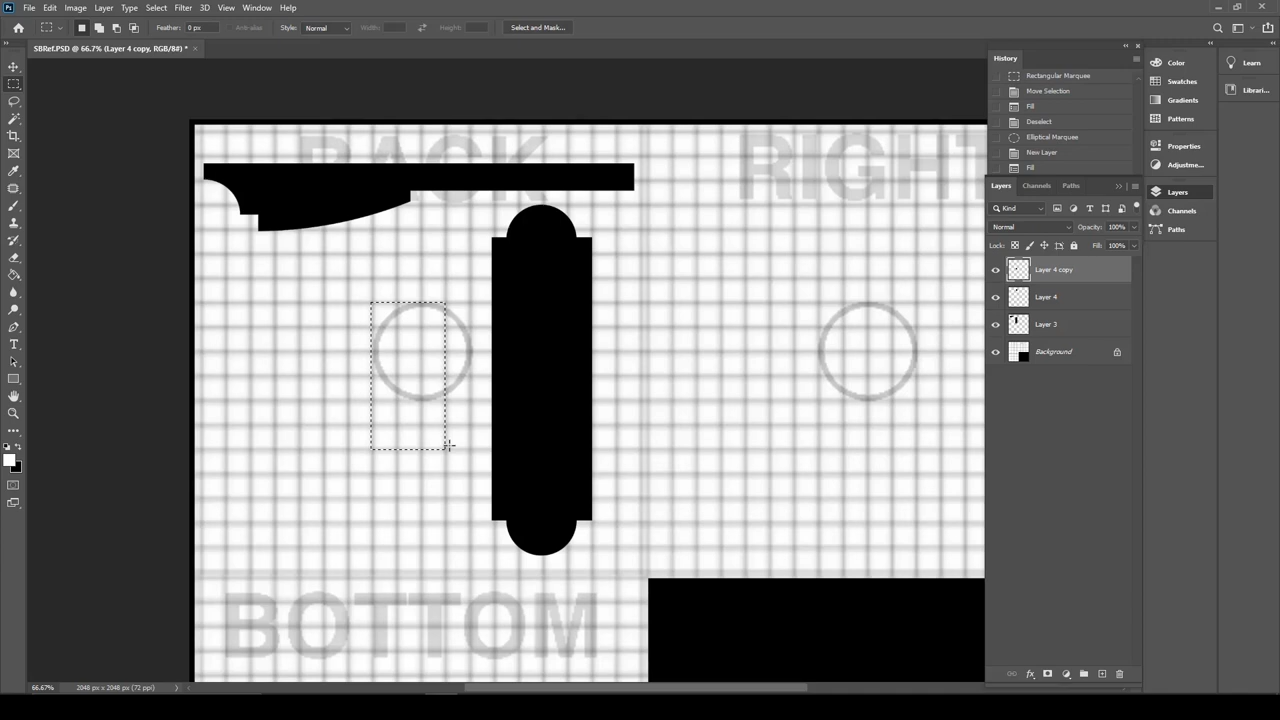 File Edit Image Layer Type Select Filter 3D View Window Help
Feather: 0 px Anti-alias Style: Normal Width: Height: Select and Mask...
SBRef.PSD @ 66.7% (Layer 4 copy, RGB/8#) * ×
BACK
RIGHT
BOTTOM
History
Rectangular Marquee
Move Selection
Fill
Deselect
Elliptical Marquee
New Layer
Fill
Layers Channels Paths
Kind
Normal Opacity: 100%
Lock: Fill: 100%
Layer 4 copy
Layer 4
Layer 3
Background
Color
Swatches
Gradients
Patterns
Properties
Adjustme...
Layers
Channels
Paths
Learn
Librari...
66.67% 2048 px x 2048 px (72 ppi)